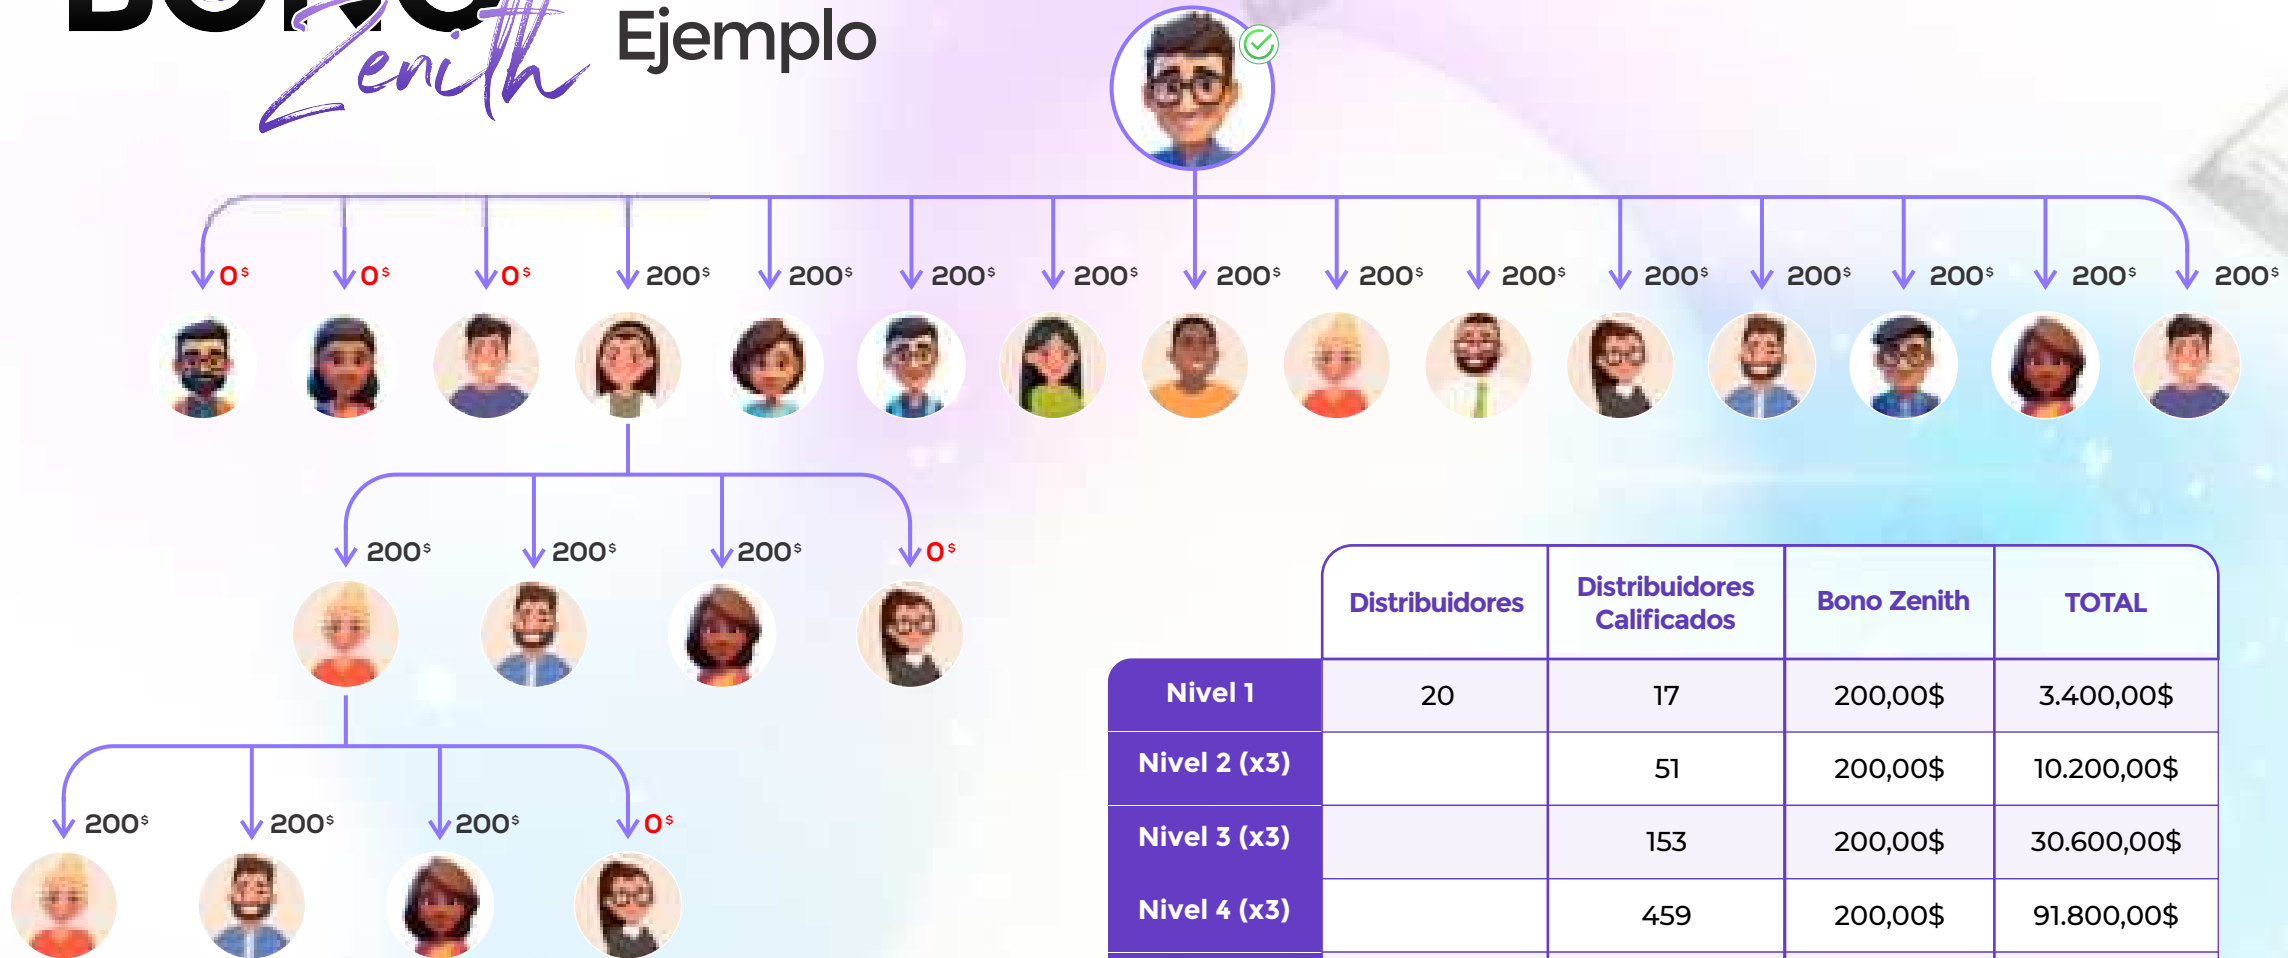 BONO
Zenith
Ejemplo
0$ 0$ 0$ 200$ 200$ 200$ 200$ 200$ 200$ 200$ 200$ 200$ 200$ 200$ 200$
200$ 200$ 200$ 0$
200$ 200$ 200$ 0$
Distribuidores Distribuidores Calificados Bono Zenith TOTAL
Nivel 1 20 17 200,00$ 3.400,00$
Nivel 2 (x3) 51 200,00$ 10.200,00$
Nivel 3 (x3) 153 200,00$ 30.600,00$
Nivel 4 (x3) 459 200,00$ 91.800,00$